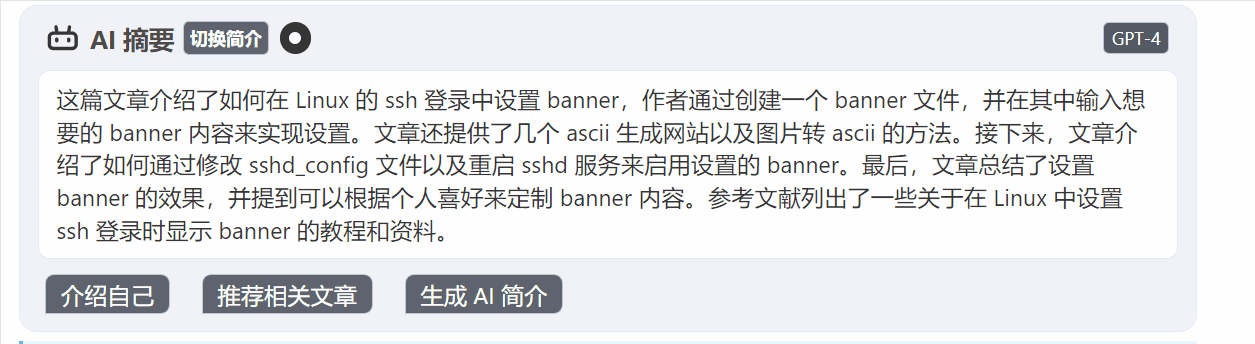 AI 摘要 切换简介 GPT-4
这篇文章介绍了如何在 Linux 的 ssh 登录中设置 banner，作者通过创建一个 banner 文件，并在其中输入想
要的 banner 内容来实现设置。文章还提供了几个 ascii 生成网站以及图片转 ascii 的方法。接下来，文章介
绍了如何通过修改 sshd_config 文件以及重启 sshd 服务来启用设置的 banner。最后，文章总结了设置
banner 的效果，并提到可以根据个人喜好来定制 banner 内容。参考文献列出了一些关于在 Linux 中设置
ssh 登录时显示 banner 的教程和资料。
介绍自己 推荐相关文章 生成 AI 简介